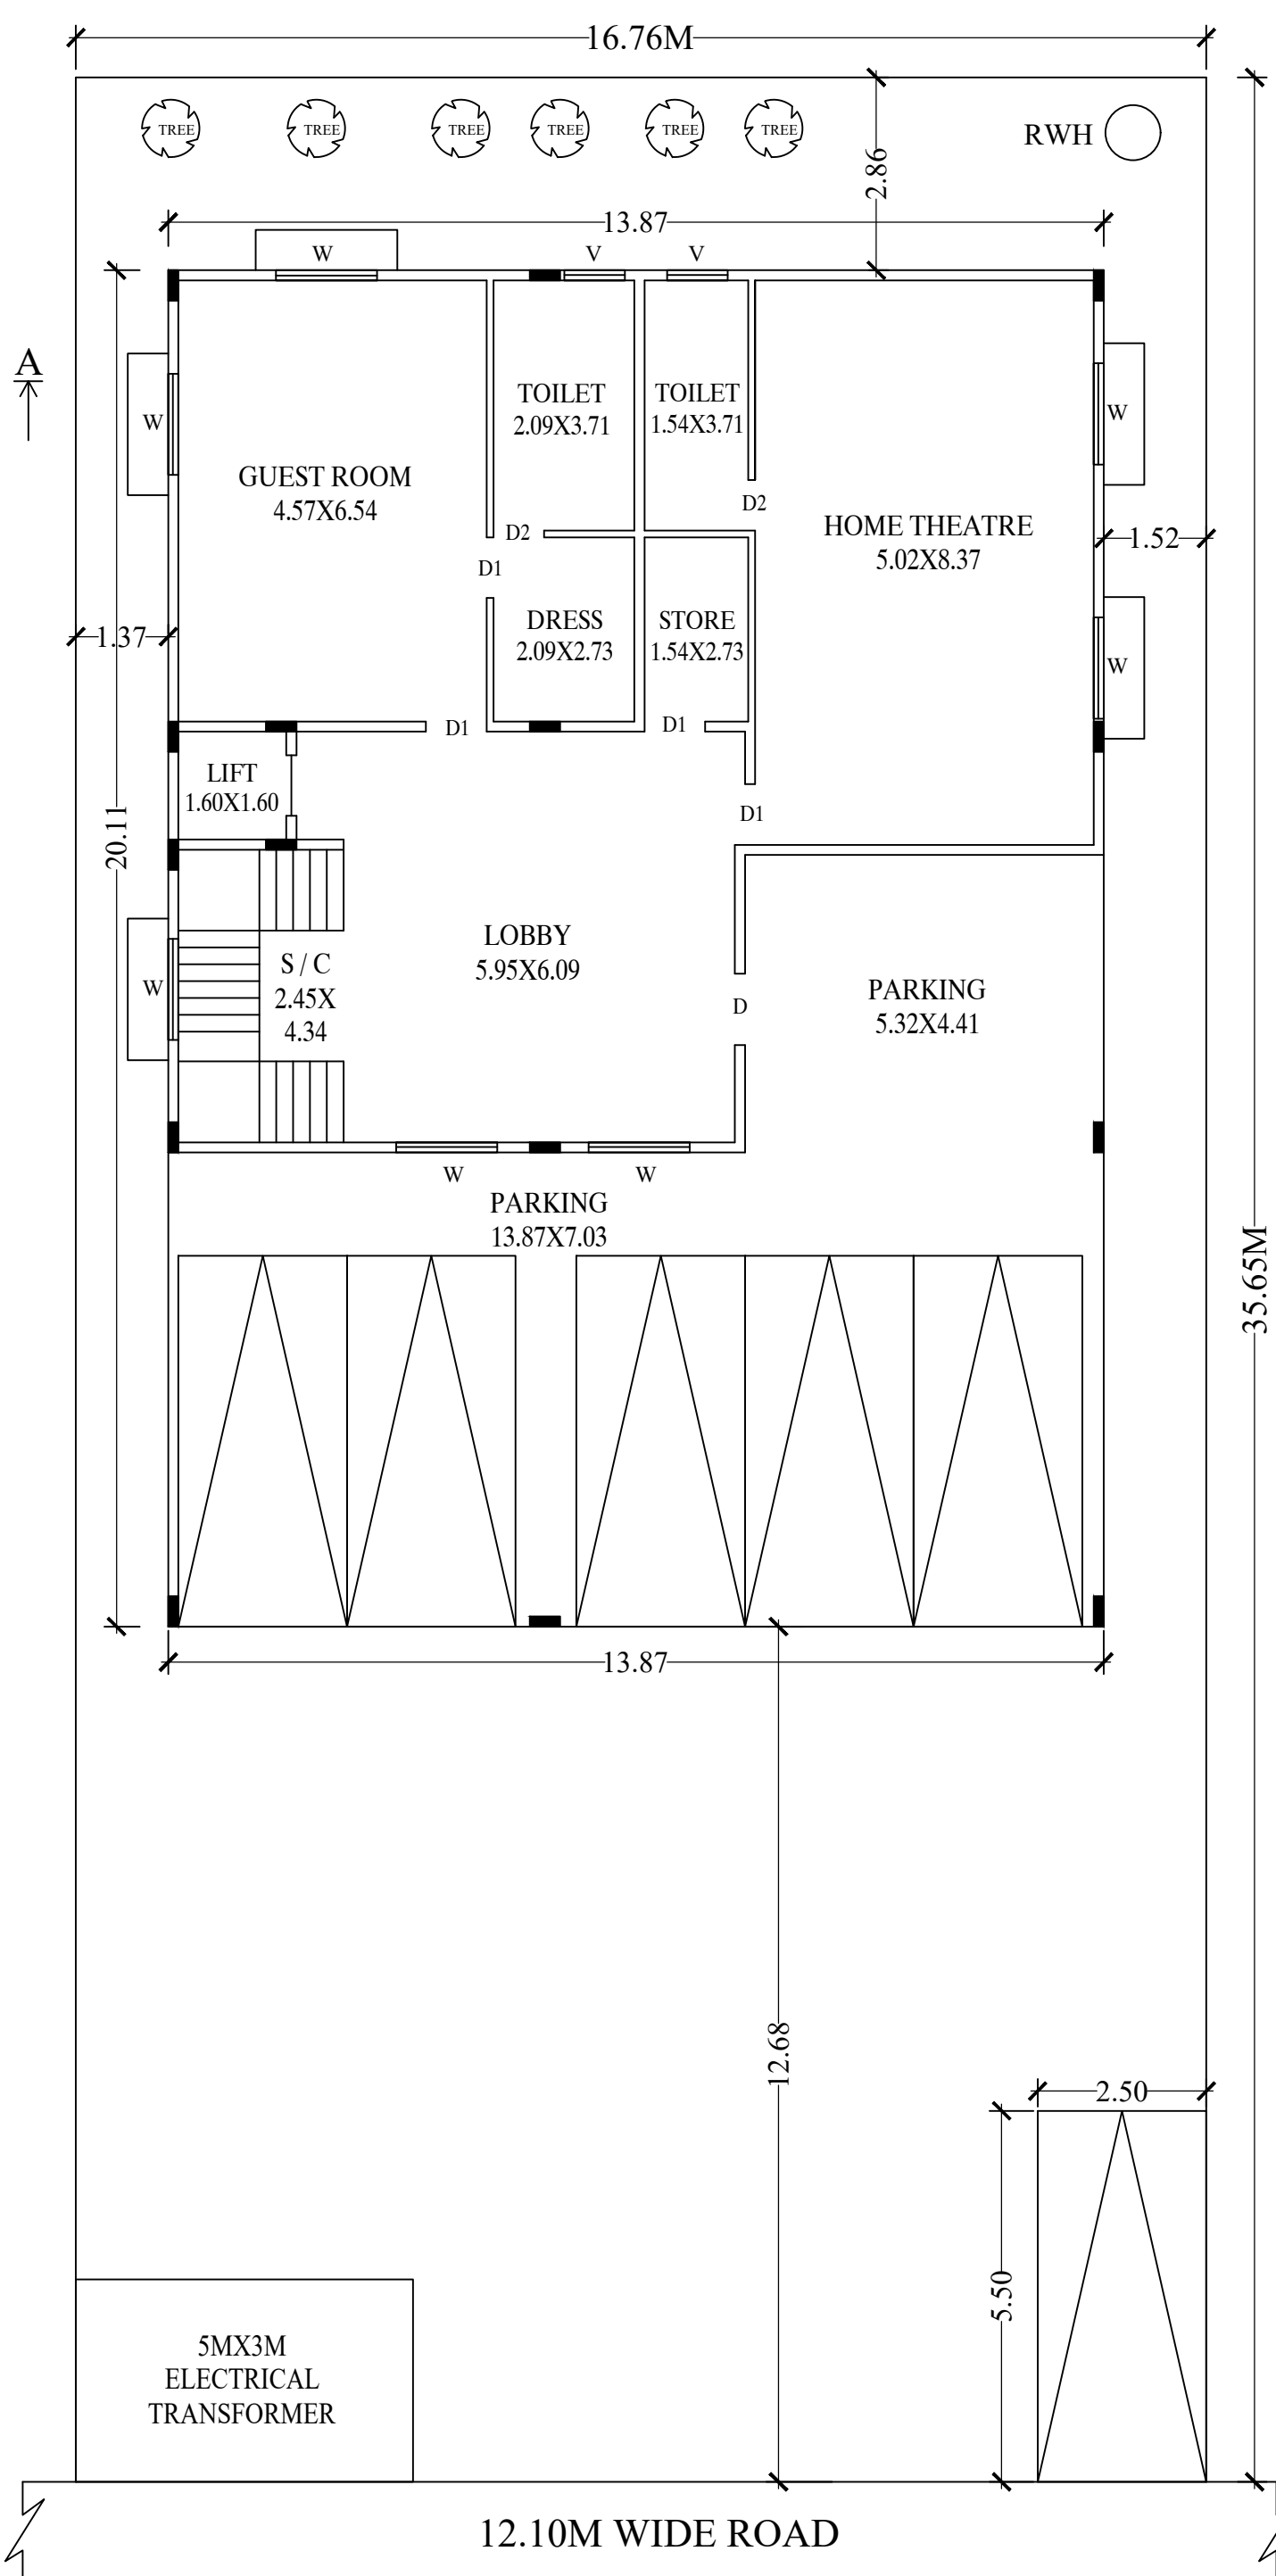 16.76M
TREE
TREE
TREE
TREE
TREE
TREE
RWH
2.86
13.87
W
V
V
A
W
TOILET
2.09X3.71
TOILET
1.54X3.71
W
GUEST ROOM
4.57X6.54
D2
D2
HOME THEATRE
5.02X8.37
1.52
D1
DRESS
2.09X2.73
STORE
1.54X2.73
1.37
W
D1
D1
LIFT
1.60X1.60
D1
20.11
LOBBY
5.95X6.09
S / C
2.45X
4.34
W
D
PARKING
5.32X4.41
W
W
PARKING
13.87X7.03
35.65M
13.87
12.68
2.50
5.50
5MX3M
ELECTRICAL
TRANSFORMER
12.10M WIDE ROAD